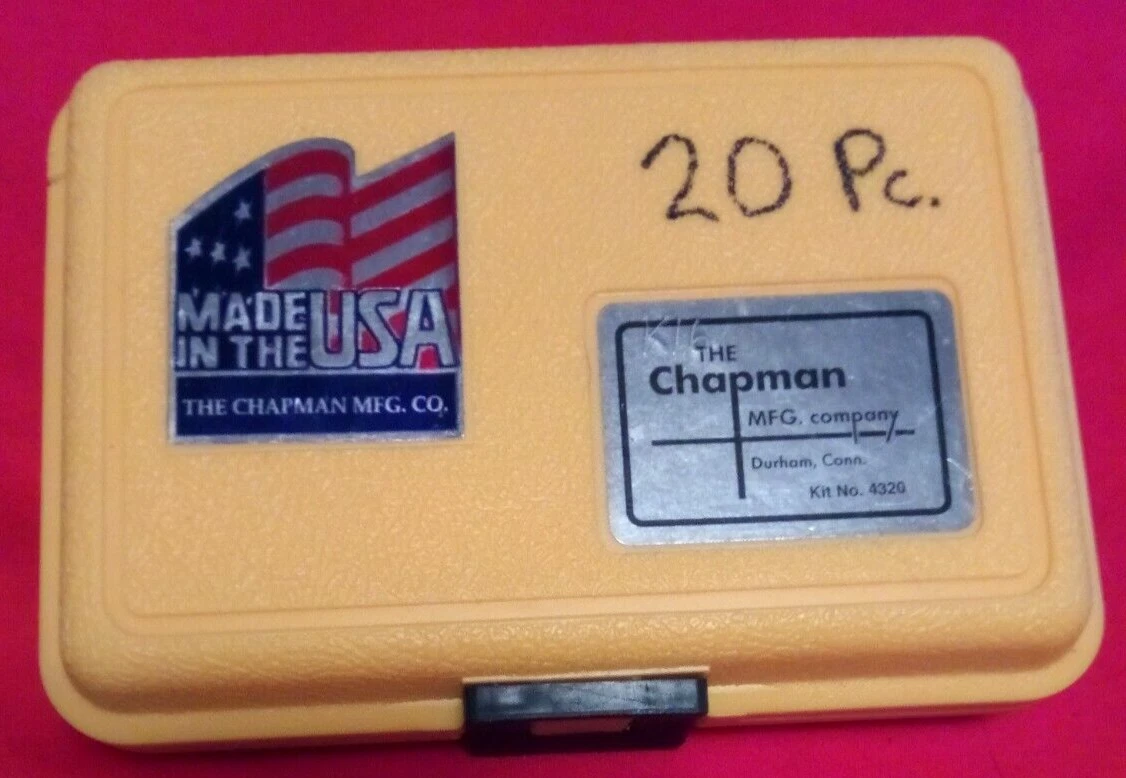 20 Pc.
MADE
IN THE USA
THE CHAPMAN MFG. CO.
K16
THE
Chapman
MFG. company
Durham, Conn.
Kit No. 4320